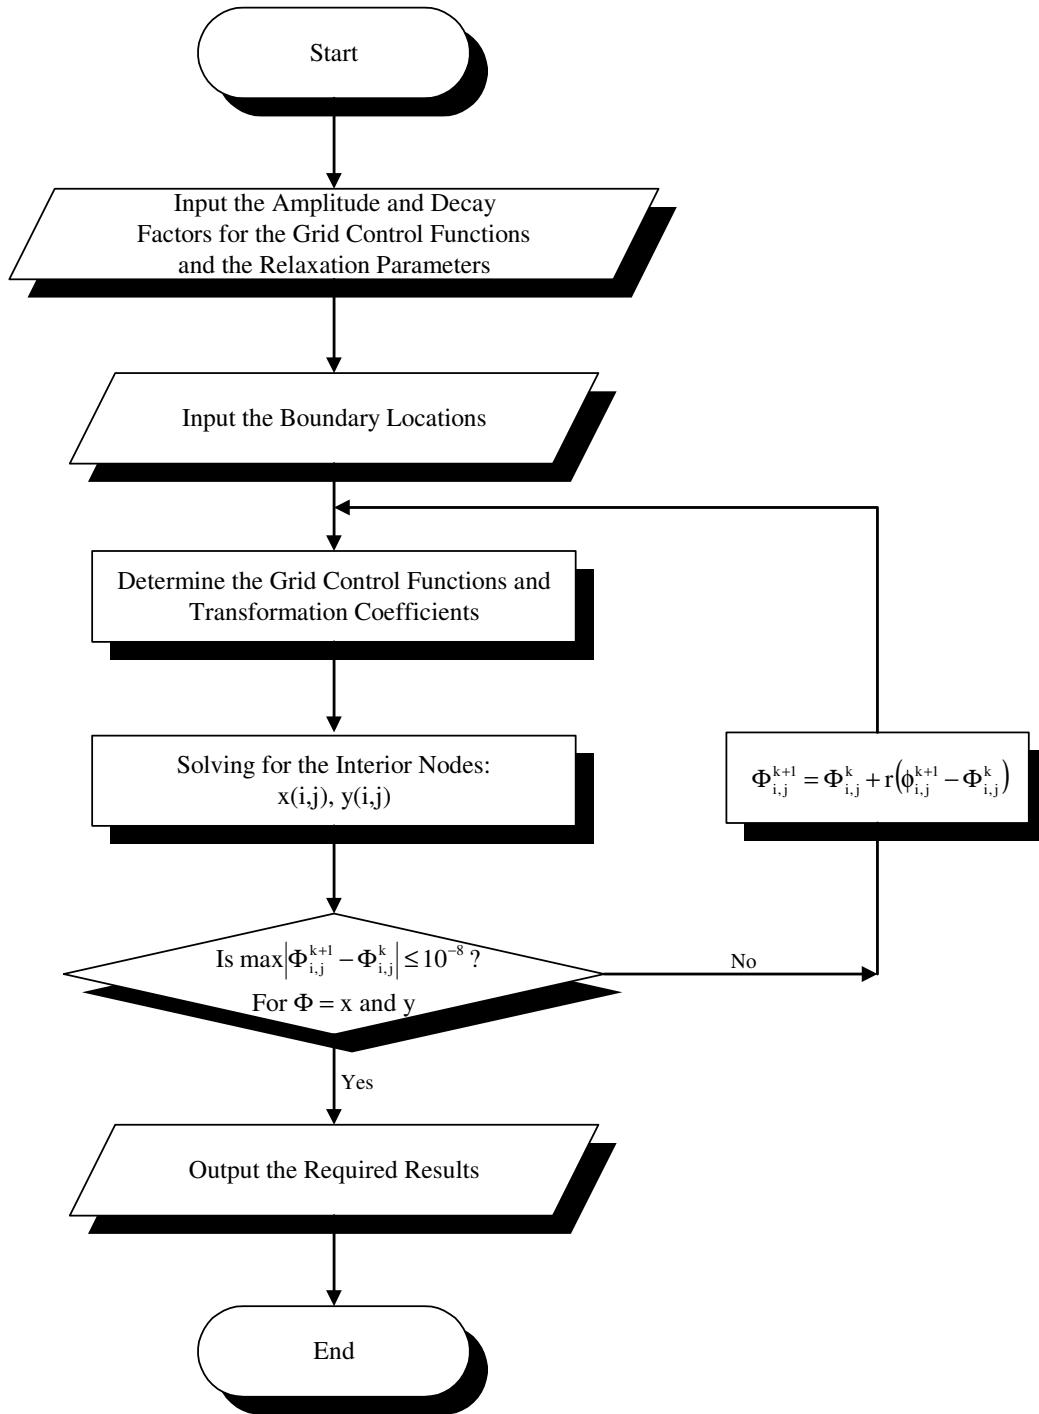 Start
Input the Amplitude and Decay
Factors for the Grid Control Functions
and the Relaxation Parameters
Input the Boundary Locations
Determine the Grid Control Functions and
Transformation Coefficients
Solving for the Interior Nodes:
x(i,j), y(i,j)
Φ^{k+1}_{i,j} = Φ^{k}_{i,j} + r(ϕ^{k+1}_{i,j} − Φ^{k}_{i,j})
Is max|Φ^{k+1}_{i,j} − Φ^{k}_{i,j}| ≤ 10^{−8} ?
For Φ = x and y
No
Yes
Output the Required Results
End